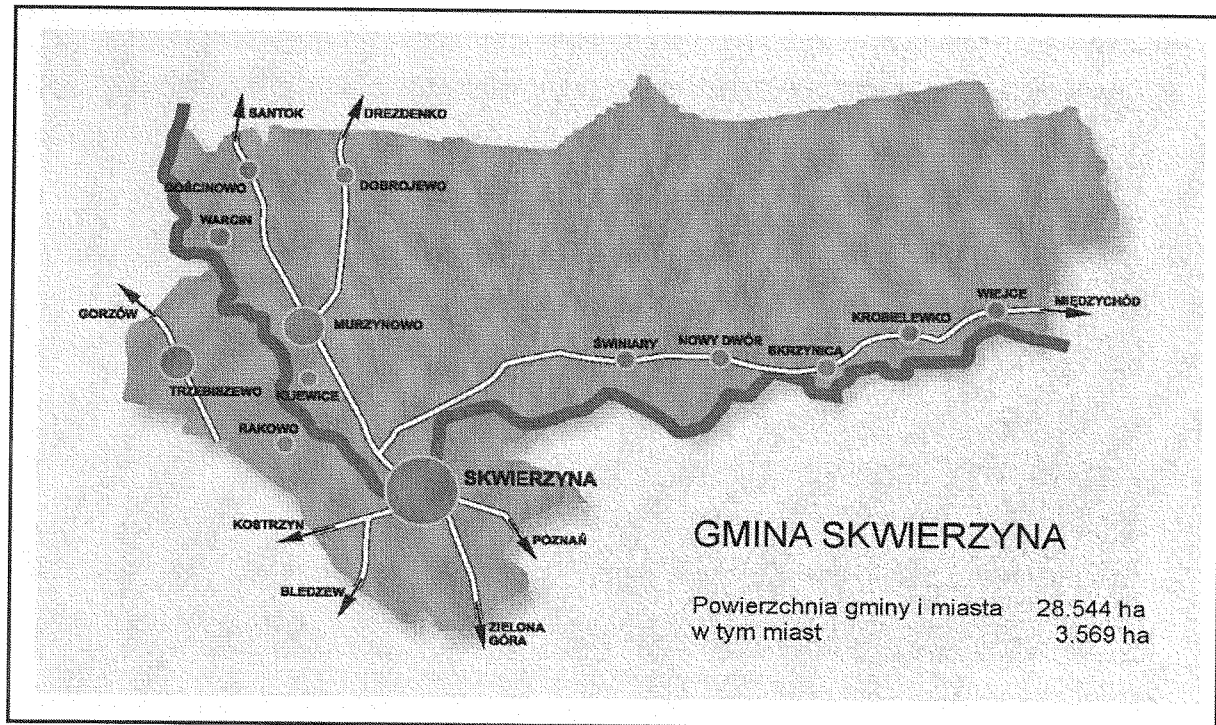 SANTOK
DREZDENKO
GOŚCINOWO
DOBROJEWO
WARCIN
GORZÓW
MURZYNOWO
WIEJCE
MIĘDZYCHÓD
KROBIELEWKO
ŚWINIARY
NOWY DWÓR
SKRZYNICA
TRZEBISZEWO
KIJEWICE
RAKOWO
SKWIERZYNA
KOSTRZYN
POZNAŃ
BLEDZEW
ZIELONA
GÓRA
GMINA SKWIERZYNA
Powierzchnia gminy i miasta 28.544 ha
w tym miast 3.569 ha